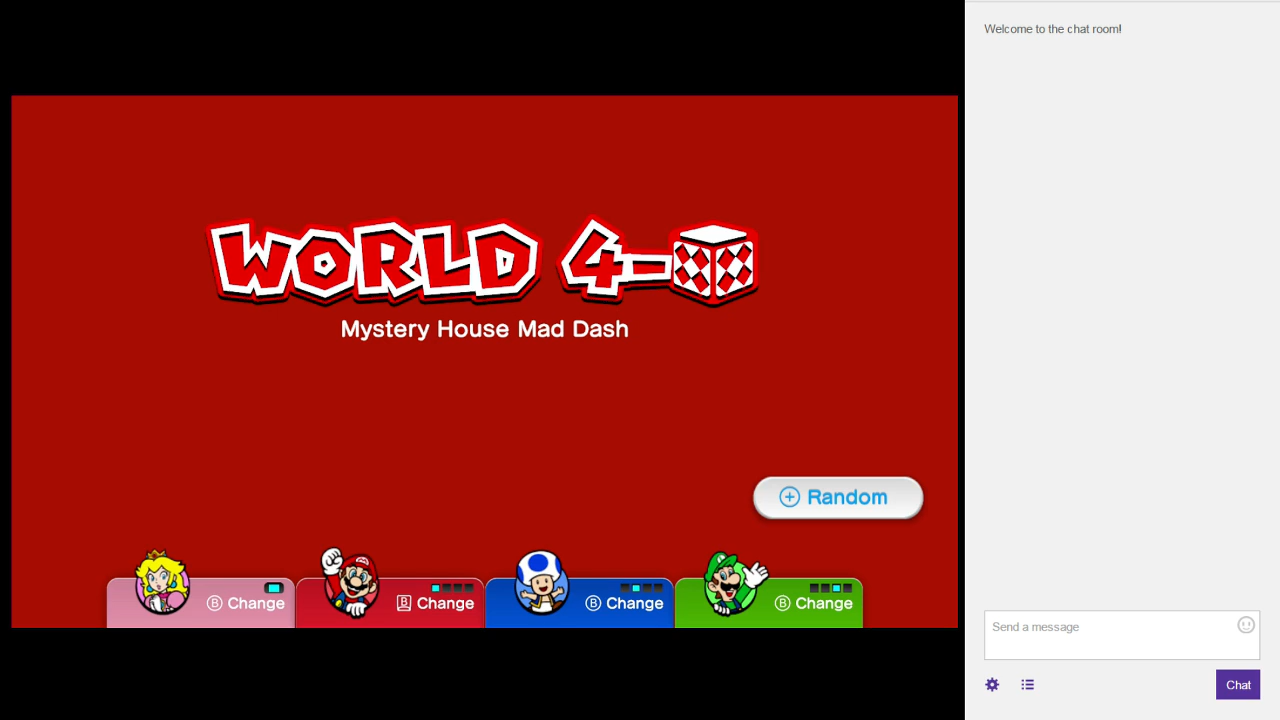 Welcome to the chat room!
WORLD 4-
Mystery House Mad Dash
+ Random
B Change
B Change
B Change
B Change
Send a message
Chat